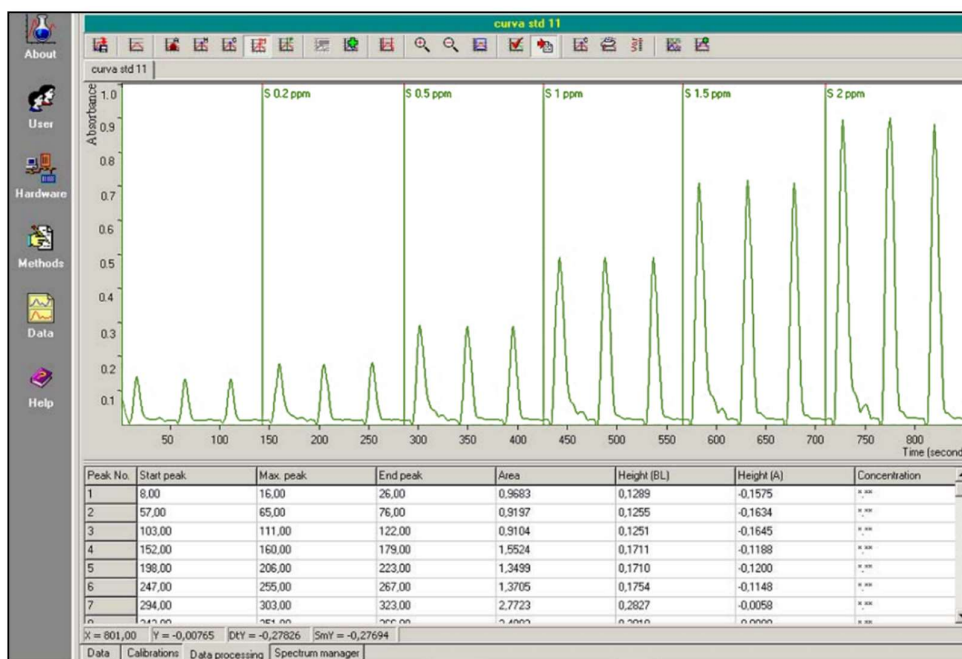 curva std 11
About
User
Hardware
Methods
Data
Help
curva std 11
Absorbance
1.0
0.9
0.8
0.7
0.6
0.5
0.4
0.3
0.2
0.1
S 0.2 ppm
S 0.5 ppm
S 1 ppm
S 1.5 ppm
S 2 ppm
50 100 150 200 250 300 350 400 450 500 550 600 650 700 750 800
Time (second
Peak No. Start peak Max. peak End peak Area Height (BL) Height (A) Concentration
1 8,00 16,00 26,00 0,9683 0,1289 -0,1575 *,**
2 57,00 65,00 76,00 0,9197 0,1255 -0,1634 *,**
3 103,00 111,00 122,00 0,9104 0,1251 -0,1645 *,**
4 152,00 160,00 179,00 1,5524 0,1711 -0,1188 *,**
5 198,00 206,00 223,00 1,3499 0,1710 -0,1200 *,**
6 247,00 255,00 267,00 1,3705 0,1754 -0,1148 *,**
7 294,00 303,00 323,00 2,7723 0,2827 -0,0058 *,**
X = 801,00 Y = -0,00765 DtY = -0,27826 SmY = -0,27694
Data Calibrations Data processing Spectrum manager